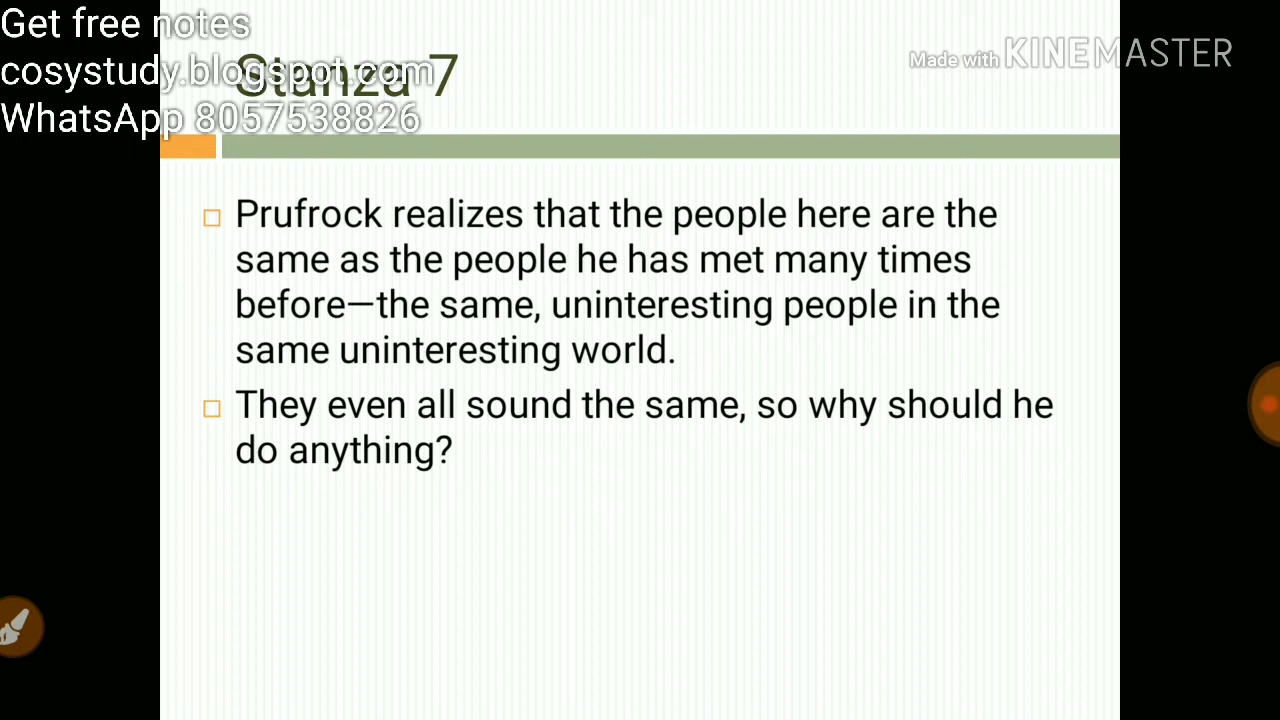 Get free notes
cosystudy.blogspot.com
Stanza 7
WhatsApp 8057538826
Made with KINEMASTER
Prufrock realizes that the people here are the
same as the people he has met many times
before—the same, uninteresting people in the
same uninteresting world.
They even all sound the same, so why should he
do anything?